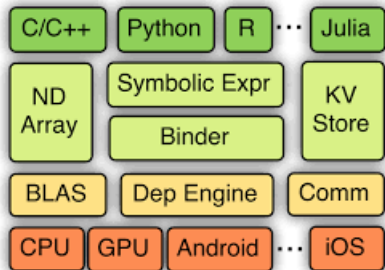 C/C++ Python R ... Julia
ND Array
Symbolic Expr
Binder
KV Store
BLAS Dep Engine Comm
CPU GPU Android ... iOS